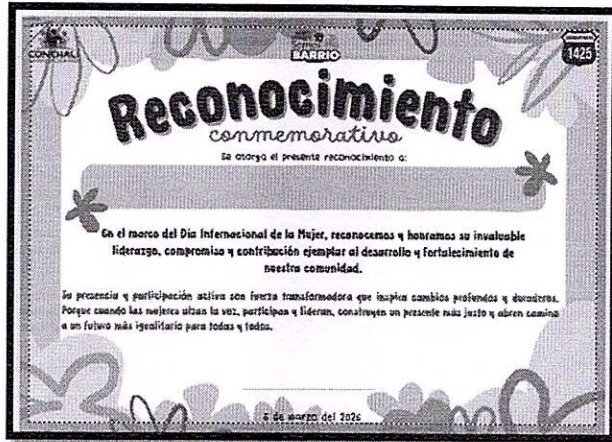 CONCHAL
BARRIO
1425
Reconocimiento
conmemorativo
Se otorga el presente reconocimiento a:
En el marco del Día Internacional de la Mujer, reconocemos y honramos su invaluable
liderazgo, compromiso y contribución ejemplar al desarrollo y fortalecimiento de
nuestra comunidad.
Su presencia y participación activa son fuerza transformadora que inspira cambios profundos y duraderos.
Porque cuando las mujeres alzan la voz, participan y lideran, construyen un presente más justo y abren camino
a un futuro más igualitario para todas y todos.
de marzo del 2026